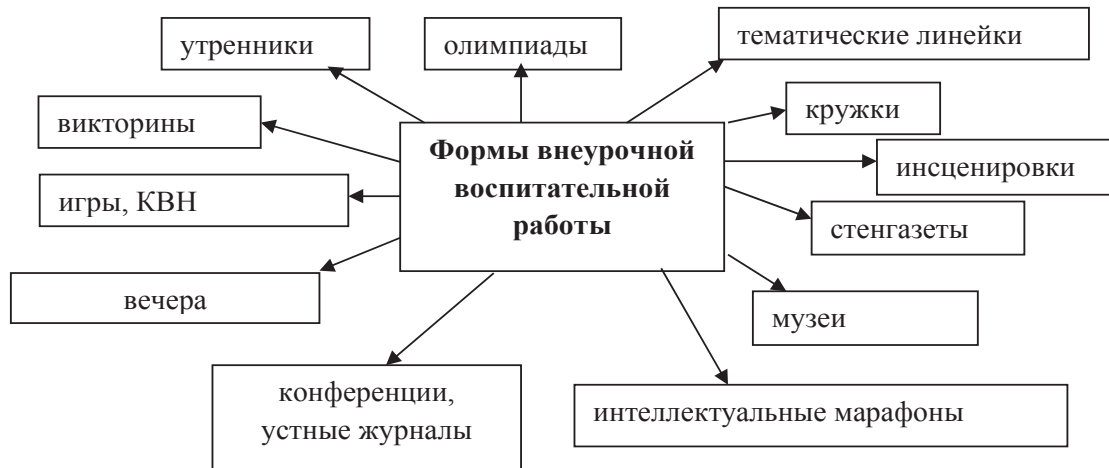 утренники
олимпиады
тематические линейки
викторины
кружки
Формы внеурочной
воспитательной
работы
инсценировки
игры, КВН
стенгазеты
вечера
музеи
конференции,
устные журналы
интеллектуальные марафоны